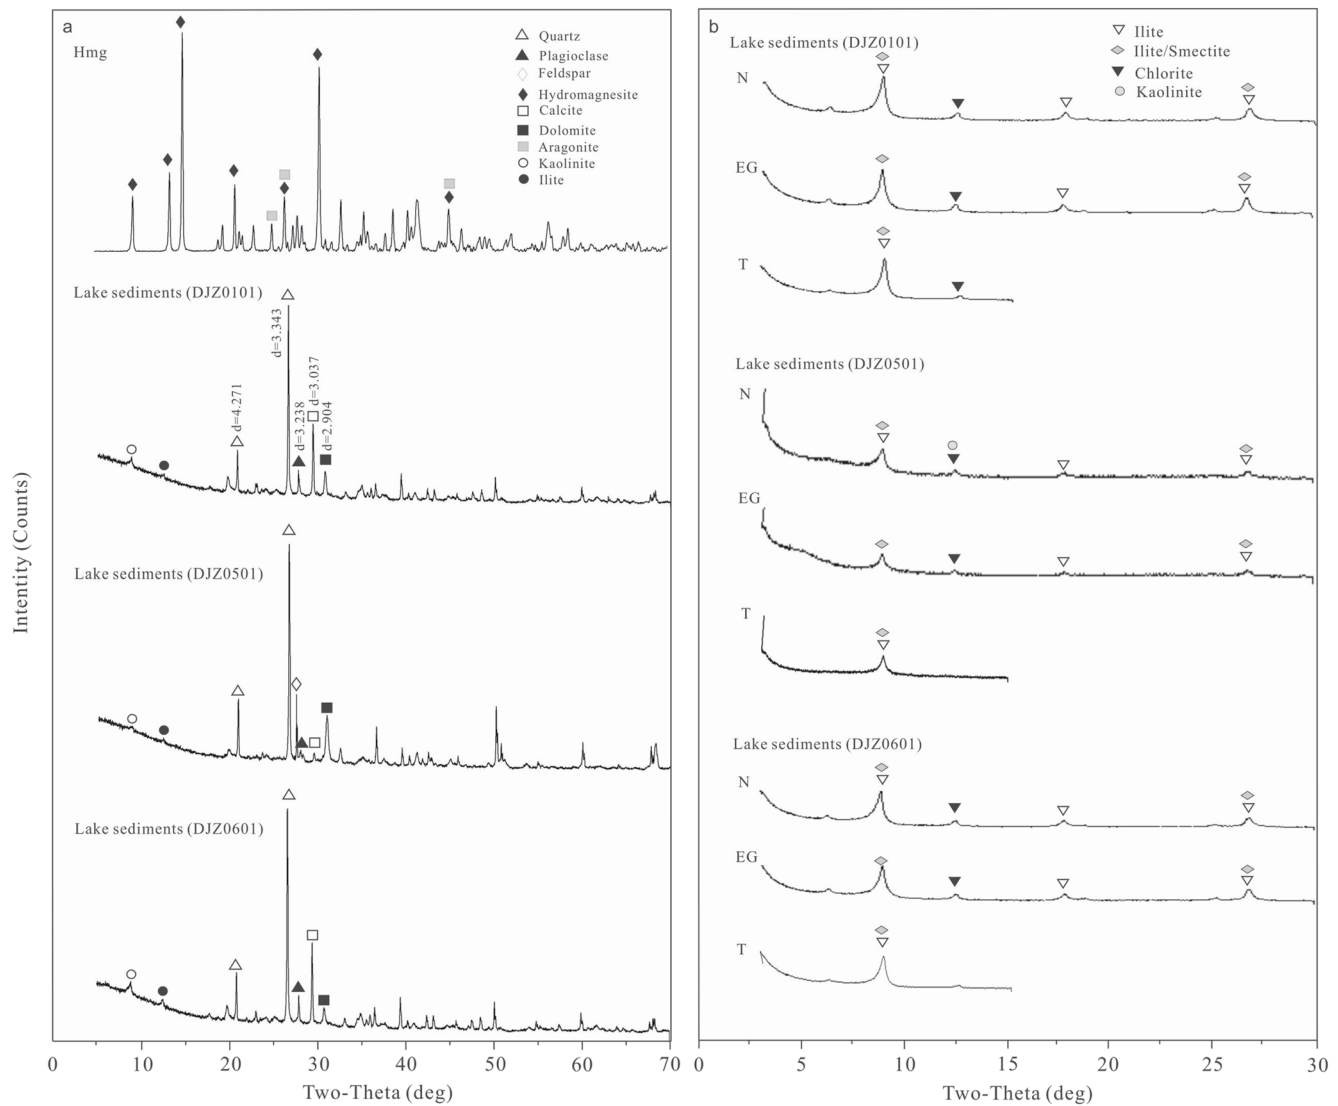 a
Hmg
Quartz
Plagioclase
Feldspar
Hydromagnesite
Calcite
Dolomite
Aragonite
Kaolinite
Ilite
Lake sediments (DJZ0101)
d=4.271
d=3.343
d=3.238
d=3.037
d=2.904
Lake sediments (DJZ0501)
Lake sediments (DJZ0601)
Intentity (Counts)
0 10 20 30 40 50 60 70
Two-Theta (deg)
b
Lake sediments (DJZ0101)
Ilite
Ilite/Smectite
Chlorite
Kaolinite
N
EG
T
Lake sediments (DJZ0501)
N
EG
T
Lake sediments (DJZ0601)
N
EG
T
0 5 10 15 20 25 30
Two-Theta (deg)